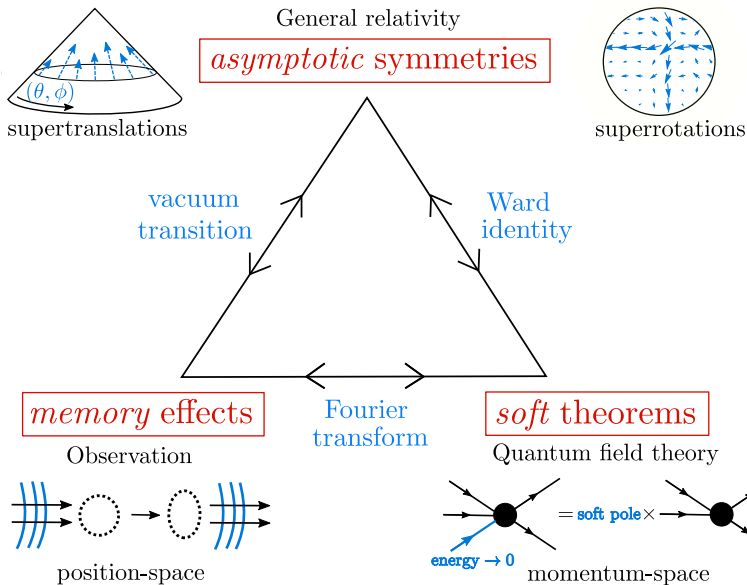 General relativity
asymptotic symmetries
(θ, ϕ)
supertranslations
superrotations
vacuum
transition
Ward
identity
memory effects
Fourier
transform
soft theorems
Observation
Quantum field theory
= soft pole×
energy → 0
position-space
momentum-space